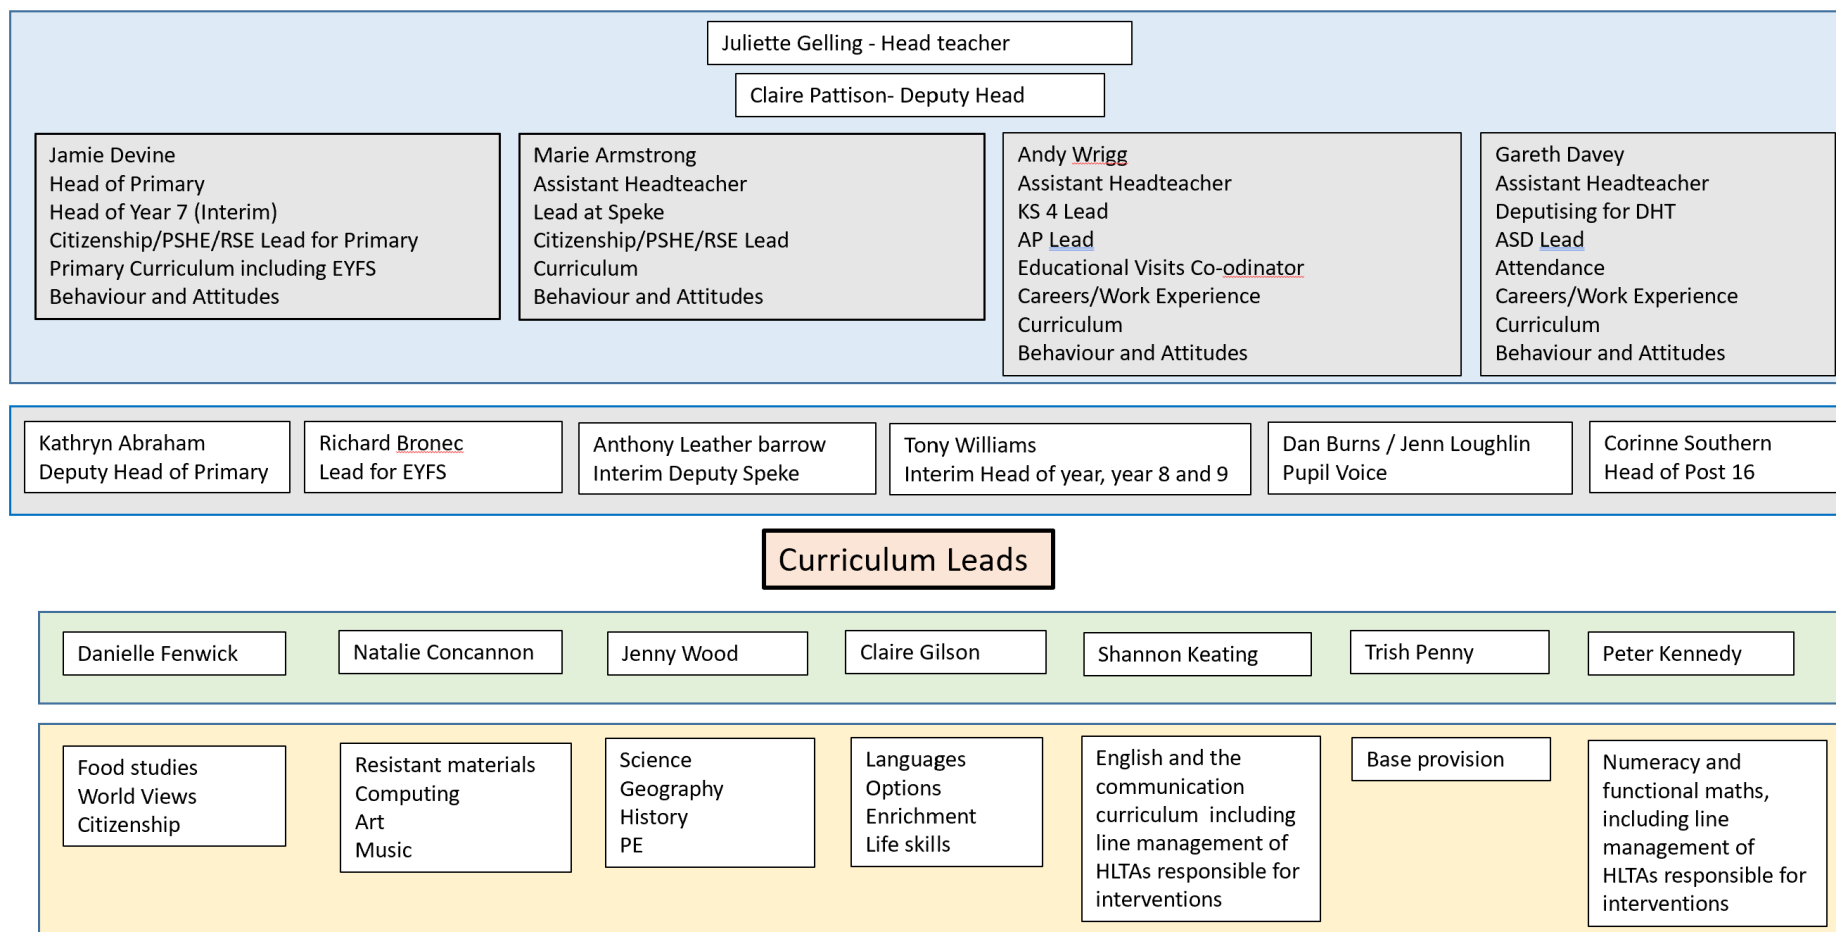 Juliette Gelling - Head teacher
Claire Pattison- Deputy Head
Jamie Devine
Head of Primary
Head of Year 7 (Interim)
Citizenship/PSHE/RSE Lead for Primary
Primary Curriculum including EYFS
Behaviour and Attitudes
Marie Armstrong
Assistant Headteacher
Lead at Speke
Citizenship/PSHE/RSE Lead
Curriculum
Behaviour and Attitudes
Andy Wrigg
Assistant Headteacher
KS 4 Lead
AP Lead
Educational Visits Co-odinator
Careers/Work Experience
Curriculum
Behaviour and Attitudes
Gareth Davey
Assistant Headteacher
Deputising for DHT
ASD Lead
Attendance
Careers/Work Experience
Curriculum
Behaviour and Attitudes
Kathryn Abraham
Deputy Head of Primary
Richard Bronec
Lead for EYFS
Anthony Leather barrow
Interim Deputy Speke
Tony Williams
Interim Head of year, year 8 and 9
Dan Burns / Jenn Loughlin
Pupil Voice
Corinne Southern
Head of Post 16
Curriculum Leads
Danielle Fenwick
Natalie Concannon
Jenny Wood
Claire Gilson
Shannon Keating
Trish Penny
Peter Kennedy
Food studies
World Views
Citizenship
Resistant materials
Computing
Art
Music
Science
Geography
History
PE
Languages
Options
Enrichment
Life skills
English and the
communication
curriculum  including
line management of
HLTAs responsible for
interventions
Base provision
Numeracy and
functional maths,
including line
management of
HLTAs responsible for
interventions